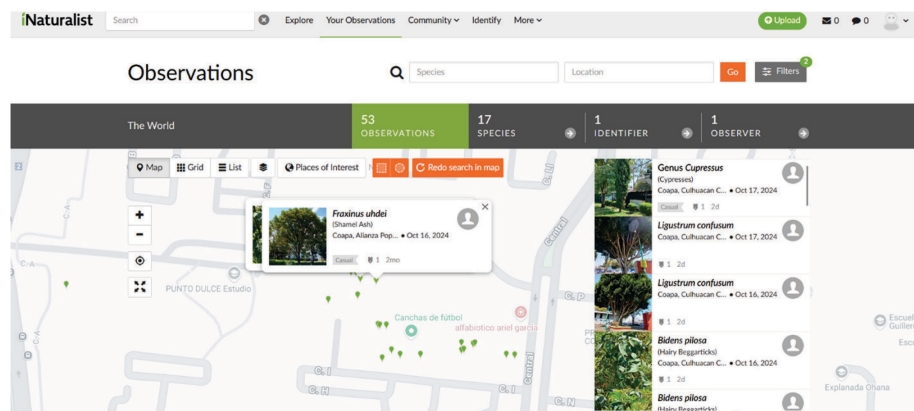 iNaturalist Search Explore Your Observations Community Identify More Upload 0 0
Observations Species Location Go Filters 2
The World
53 OBSERVATIONS
17 SPECIES
1 IDENTIFIER
1 OBSERVER
Map Grid List Places of Interest Redo search in map
Fraxinus uhdei
(Shamel Ash)
Coapa, Alianza Pop... • Oct 16, 2024
Casual 1 2mo
Genus Cupressus
(Cypresses)
Coapa, Culhuacan C... • Oct 17, 2024
Casual 1 2d
Ligustrum confusum
Coapa, Culhuacan C... • Oct 17, 2024
1 2d
Ligustrum confusum
Coapa, Culhuacan C... • Oct 16, 2024
1 2d
Bidens pilosa
(Hairy Beggarticks)
Coapa, Culhuacan C... • Oct 16, 2024
1 2d
Bidens pilosa
(Hairy Beggarticks)
PUNTO DULCE Estudio
Canchas de fútbol
alfabiotico ariel garcia
Central
Central
Central
C. P
C. I
C. I
C. H
C. N
Explanada Ohana